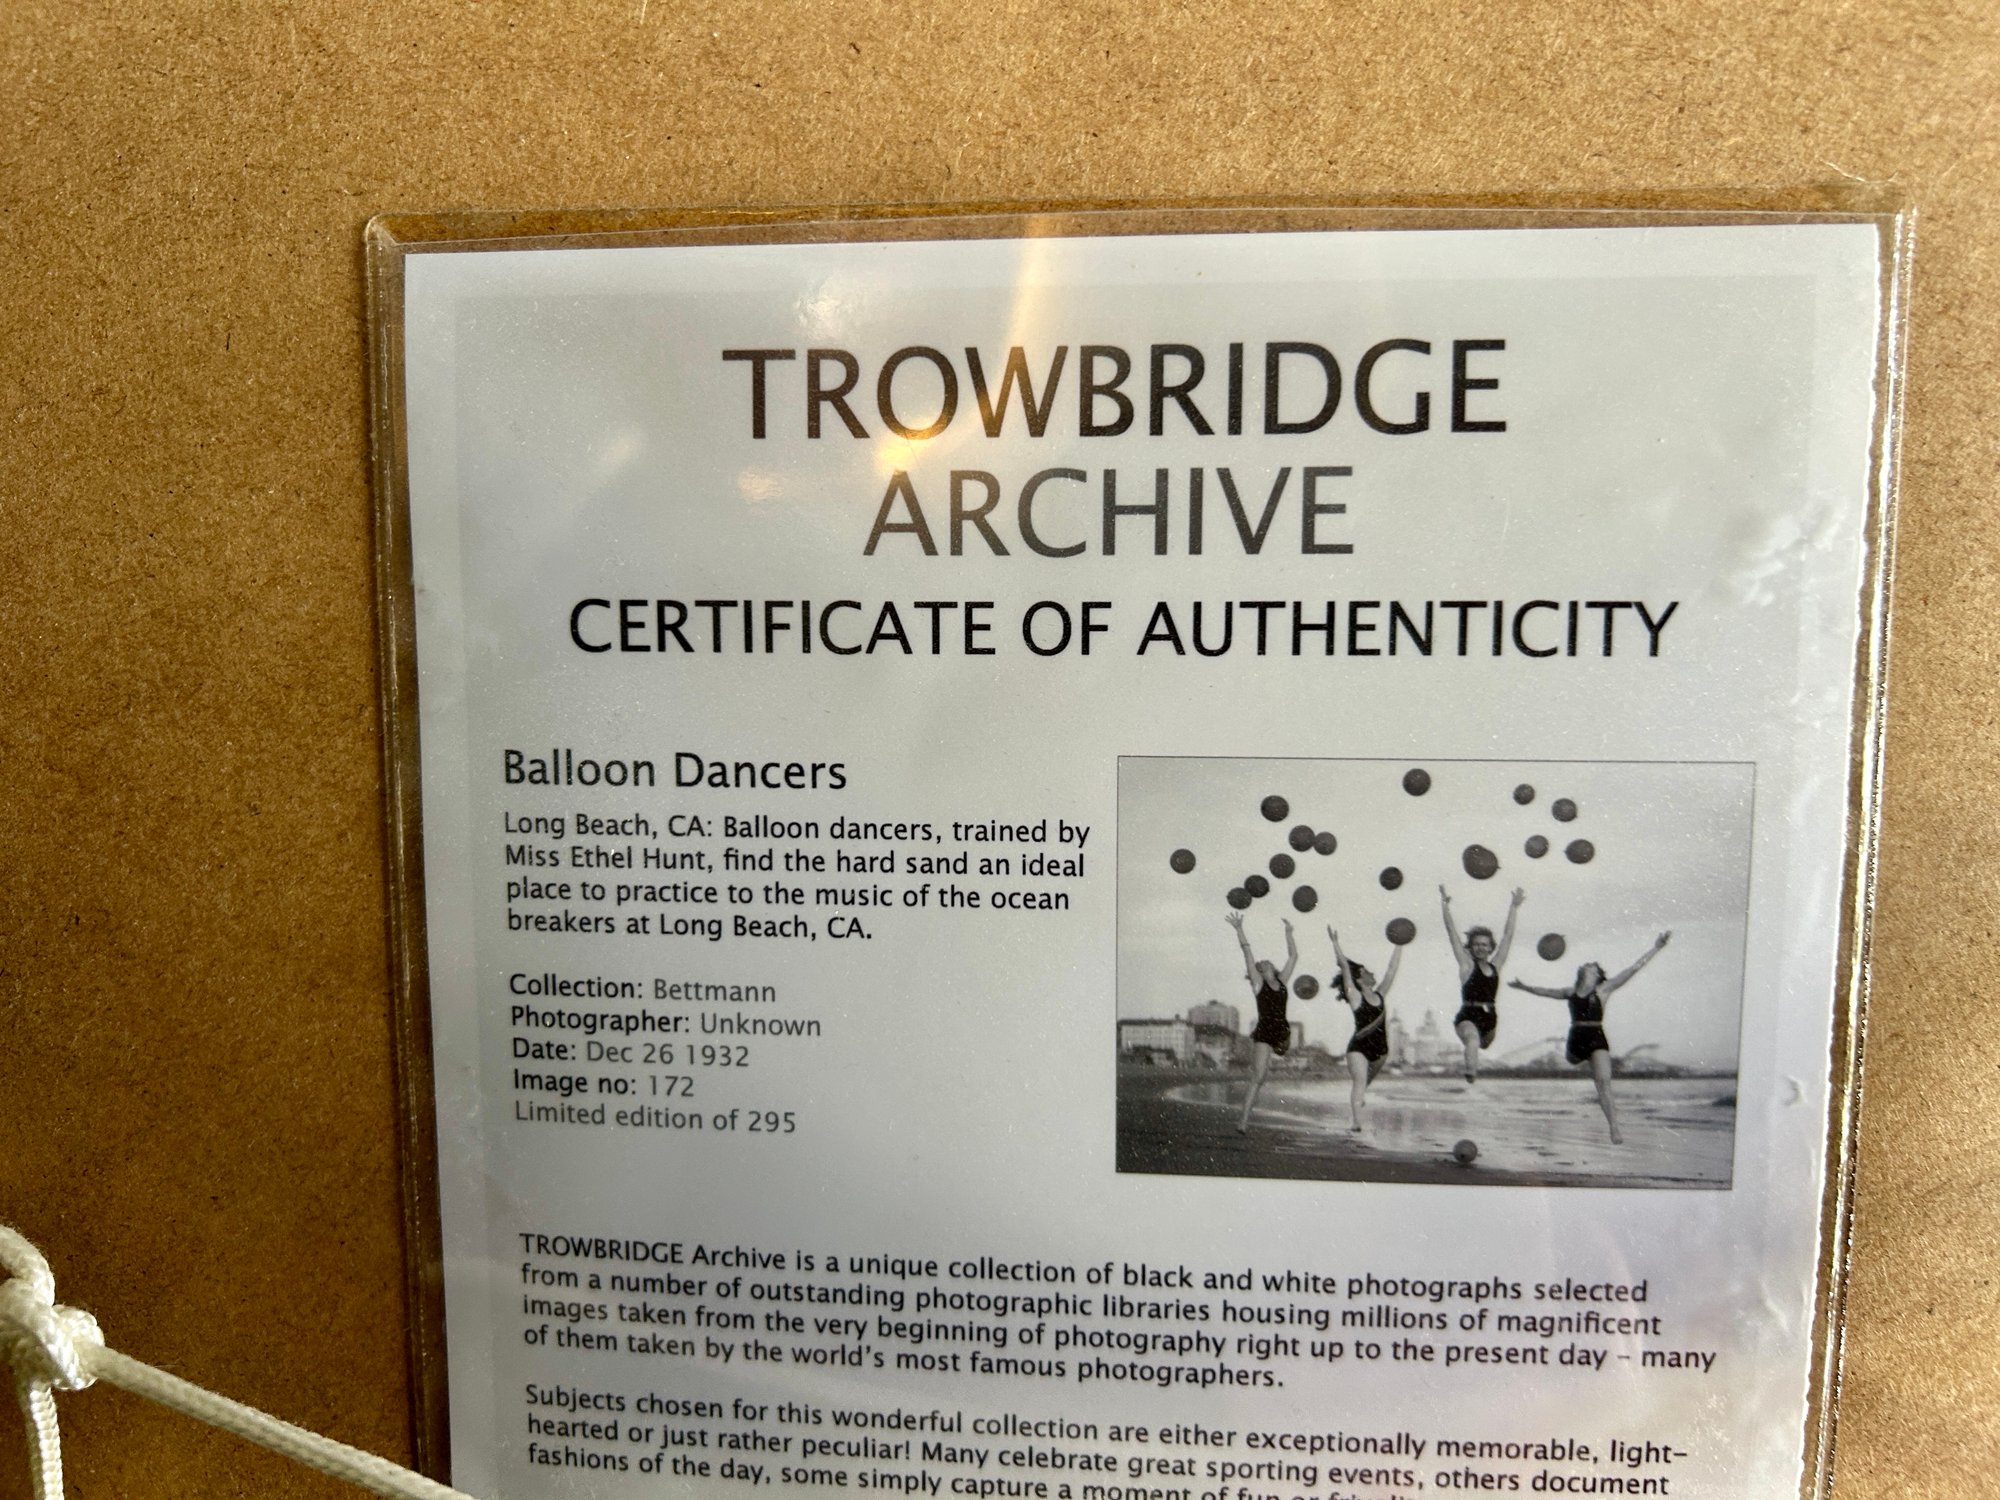 TROWBRIDGE
ARCHIVE
CERTIFICATE OF AUTHENTICITY
Balloon Dancers
Long Beach, CA: Balloon dancers, trained by
Miss Ethel Hunt, find the hard sand an ideal
place to practice to the music of the ocean
breakers at Long Beach, CA.
Collection: Bettmann
Photographer: Unknown
Date: Dec 26 1932
Image no: 172
Limited edition of 295
TROWBRIDGE Archive is a unique collection of black and white photographs selected
from a number of outstanding photographic libraries housing millions of magnificent
images taken from the very beginning of photography right up to the present day – many
of them taken by the world's most famous photographers.
Subjects chosen for this wonderful collection are either exceptionally memorable, light-
hearted or just rather peculiar! Many celebrate great sporting events, others document
fashions of the day, some simply capture a moment of fun or